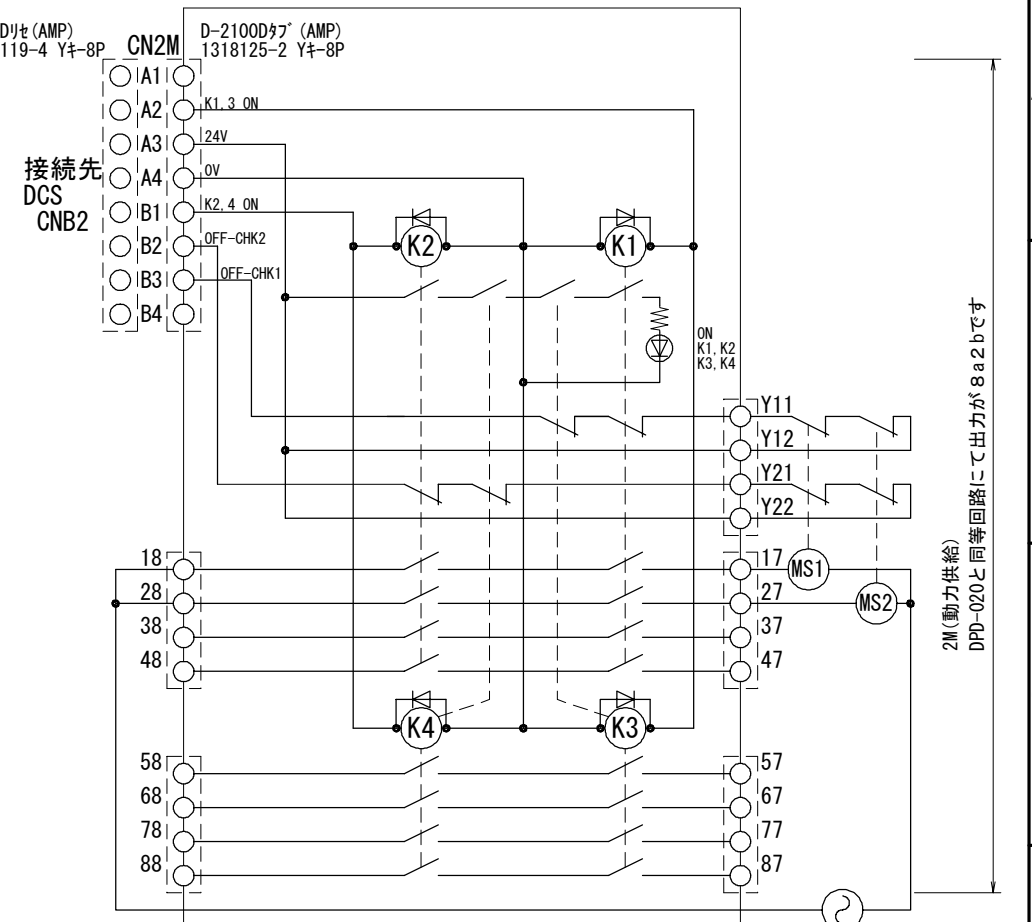 Dリセ(AMP)
119-4 Yキ-8P
CN2M
D-2100Dタブ(AMP)
1318125-2 Yキ-8P
A1
A2
A3
A4
B1
B2
B3
B4
接続先
DCS
CNB2
K1,3 ON
24V
0V
K2,4 ON
OFF-CHK2
OFF-CHK1
K2
K1
ON
K1,K2
K3,K4
Y11
Y12
Y21
Y22
MS1
MS2
18
28
38
48
17
27
37
47
K4
K3
58
68
78
88
57
67
77
87
2M(動力供給)
DPD-020と同等回路にて出力が8a2bです